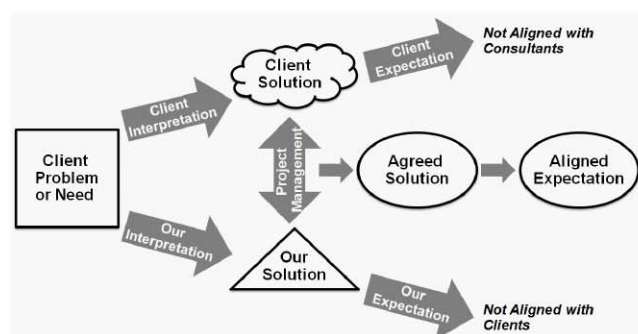 Client
Solution
Client
Expectation
Not Aligned with
Consultants
Client
Interpretation
Client
Problem
or Need
Project
Management
Agreed
Solution
Aligned
Expectation
Our
Interpretation
Our
Solution
Our
Expectation
Not Aligned with
Clients